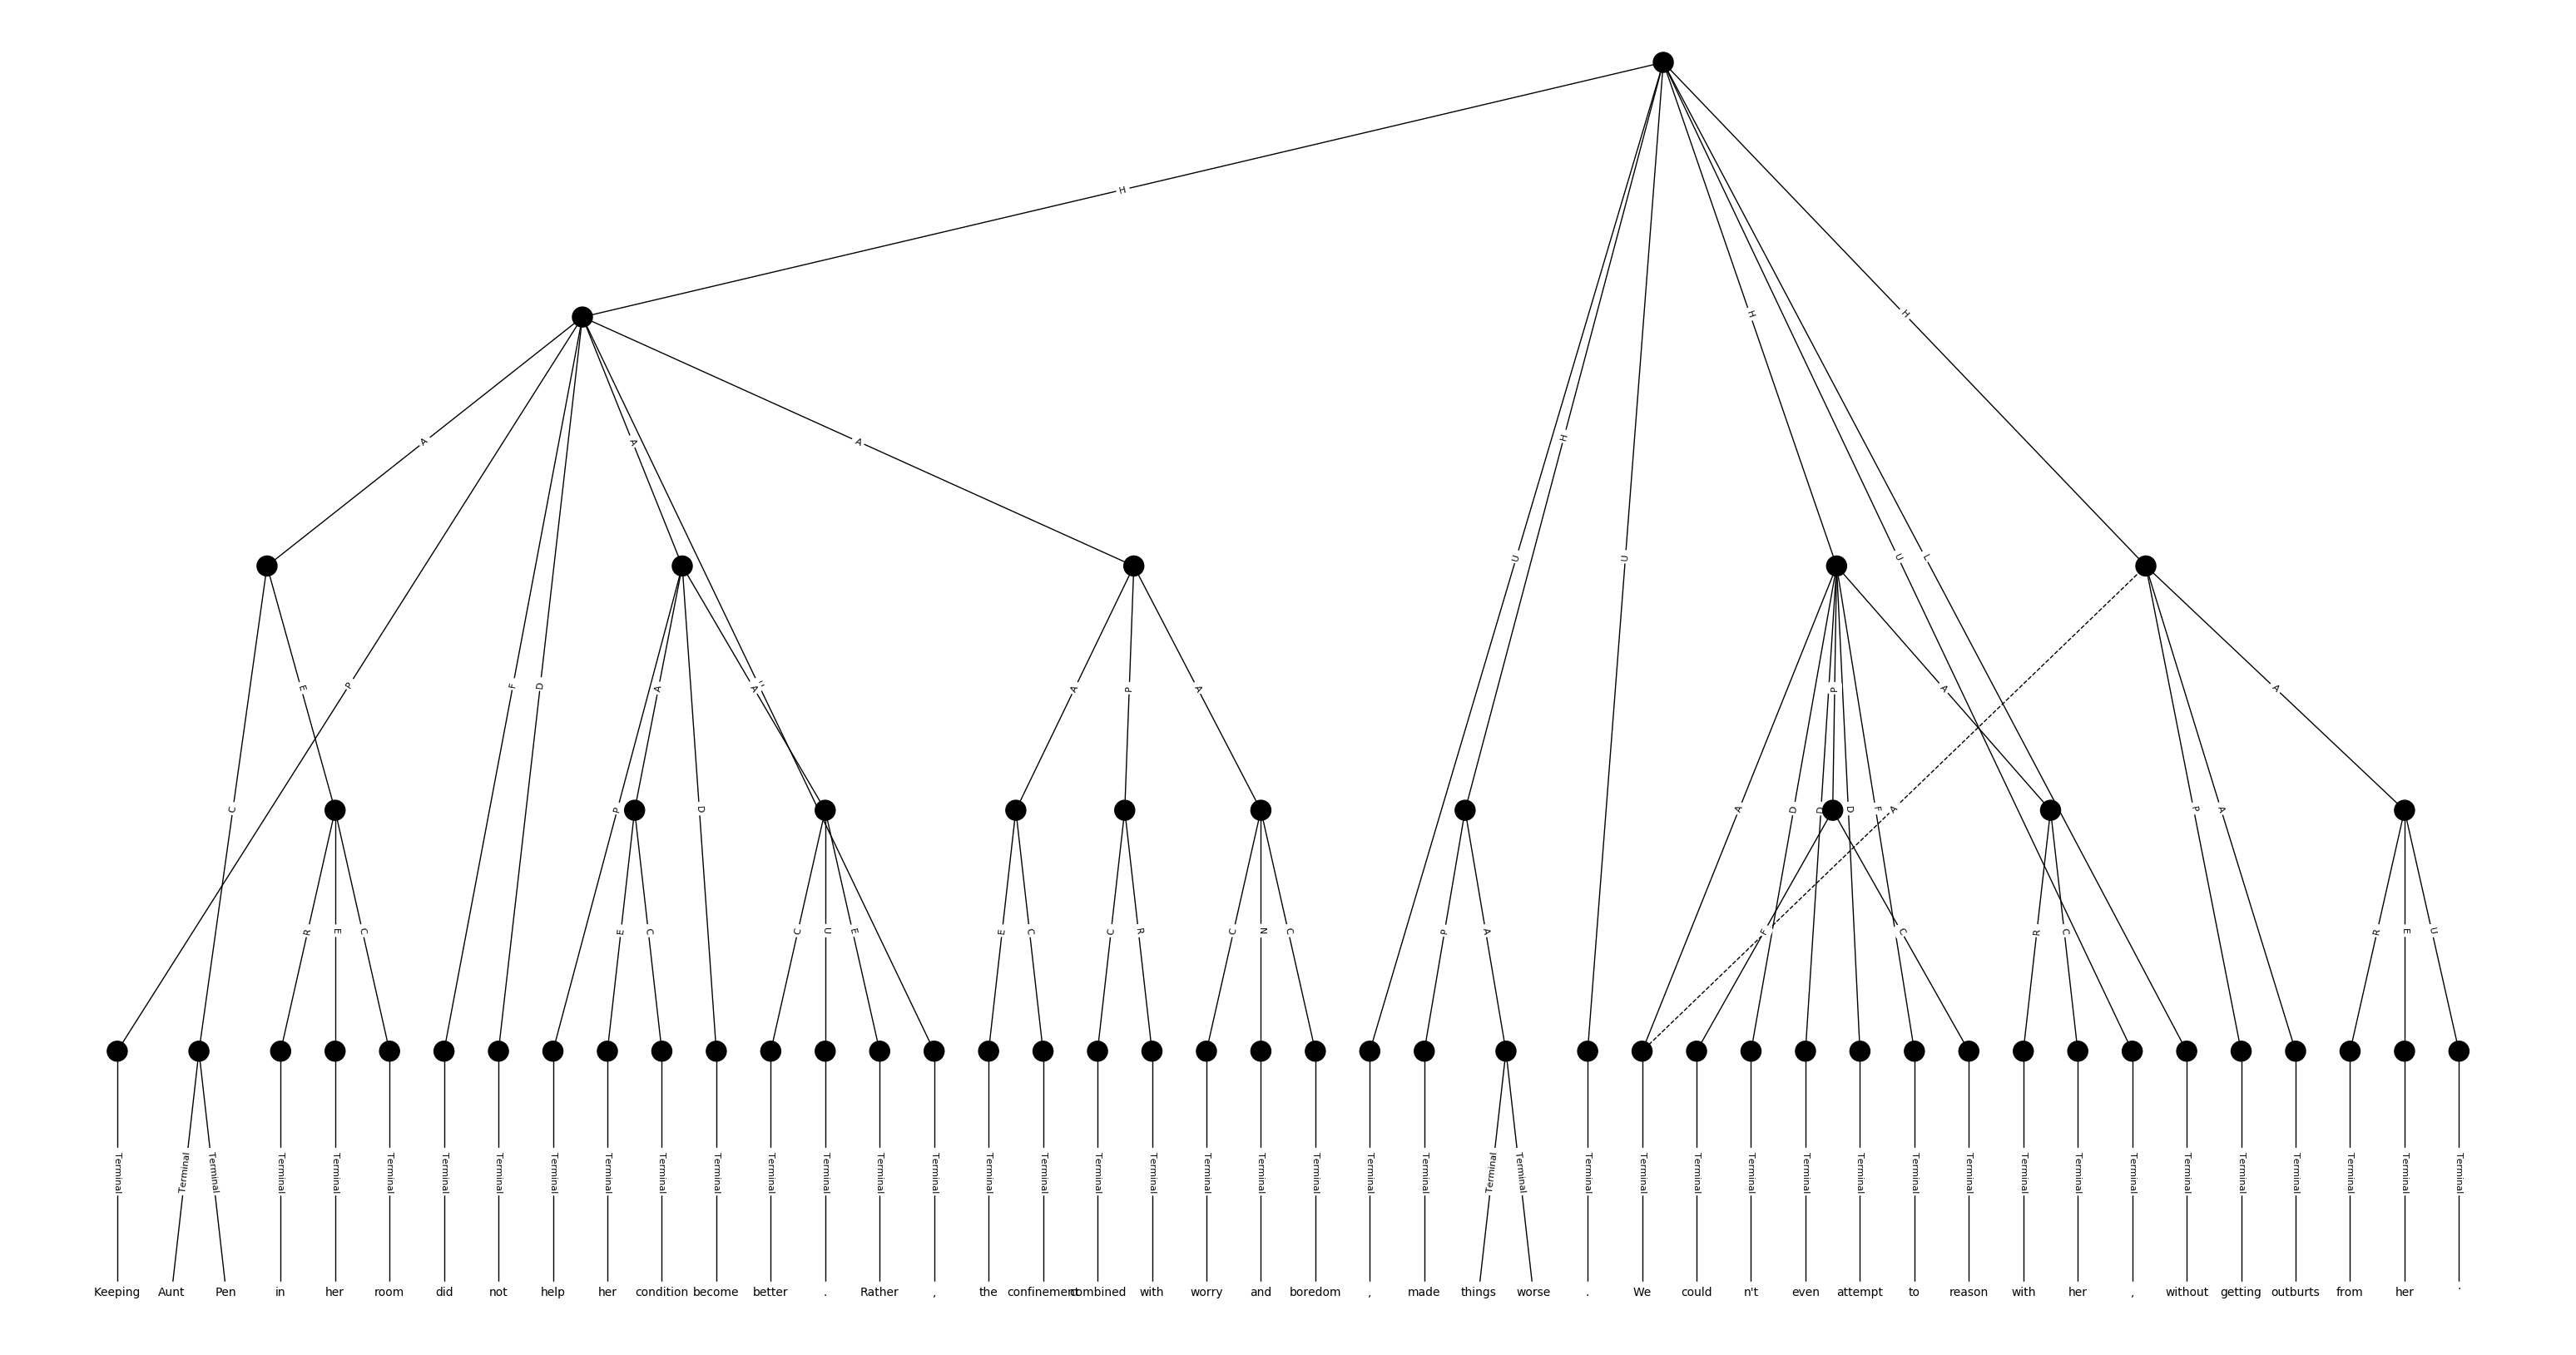 H
H H
H
A A A
U U U L
F D P A P A A
E A " P A
C P A D A D D D F A P A
R E C E C C U E E C C R C N C P A F C R C R E U
Terminal Terminal Terminal Terminal Terminal Terminal Terminal Terminal Terminal Terminal Terminal Terminal Terminal Terminal Terminal Terminal Terminal Terminal Terminal Terminal Terminal Terminal Terminal Terminal Terminal Terminal Terminal Terminal Terminal Terminal Terminal Terminal Terminal Terminal Terminal Terminal Terminal Terminal Terminal Terminal Terminal Terminal Terminal Terminal
Keeping Aunt Pen in her room did not help her condition become better . Rather , the confinement combined with worry and boredom , made things worse . We could n't even attempt to reason with her , without getting outburts from her .